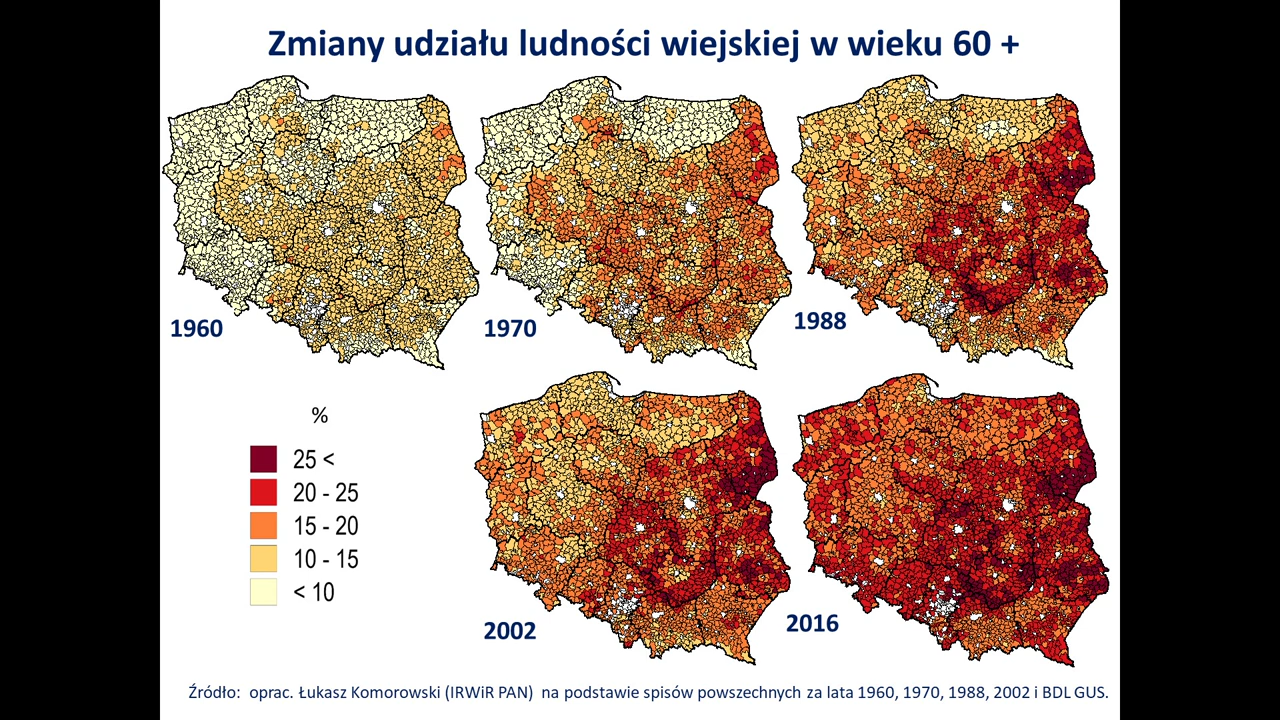 Zmiany udziału ludności wiejskiej w wieku 60 +
1960
1970
1988
%
25 <
20 - 25
15 - 20
10 - 15
< 10
2002
2016
Źródło: oprac. Łukasz Komorowski (IRWiR PAN) na podstawie spisów powszechnych za lata 1960, 1970, 1988, 2002 i BDL GUS.